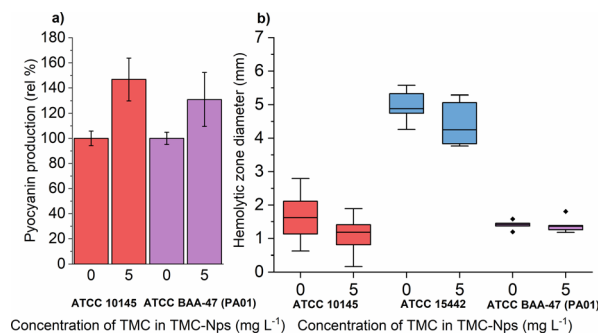 a)
Pyocyanin production (rel %)
180
160
140
120
100
80
60
40
20
0
0 5 0 5
ATCC 10145 ATCC BAA-47 (PA01)
Concentration of TMC in TMC-Nps (mg L-1)
b)
Hemolytic zone diameter (mm)
7
6
5
4
3
2
1
0
0 5 0 5 0 5
ATCC 10145 ATCC 15442 ATCC BAA-47 (PA01)
Concentration of TMC in TMC-Nps (mg L-1)